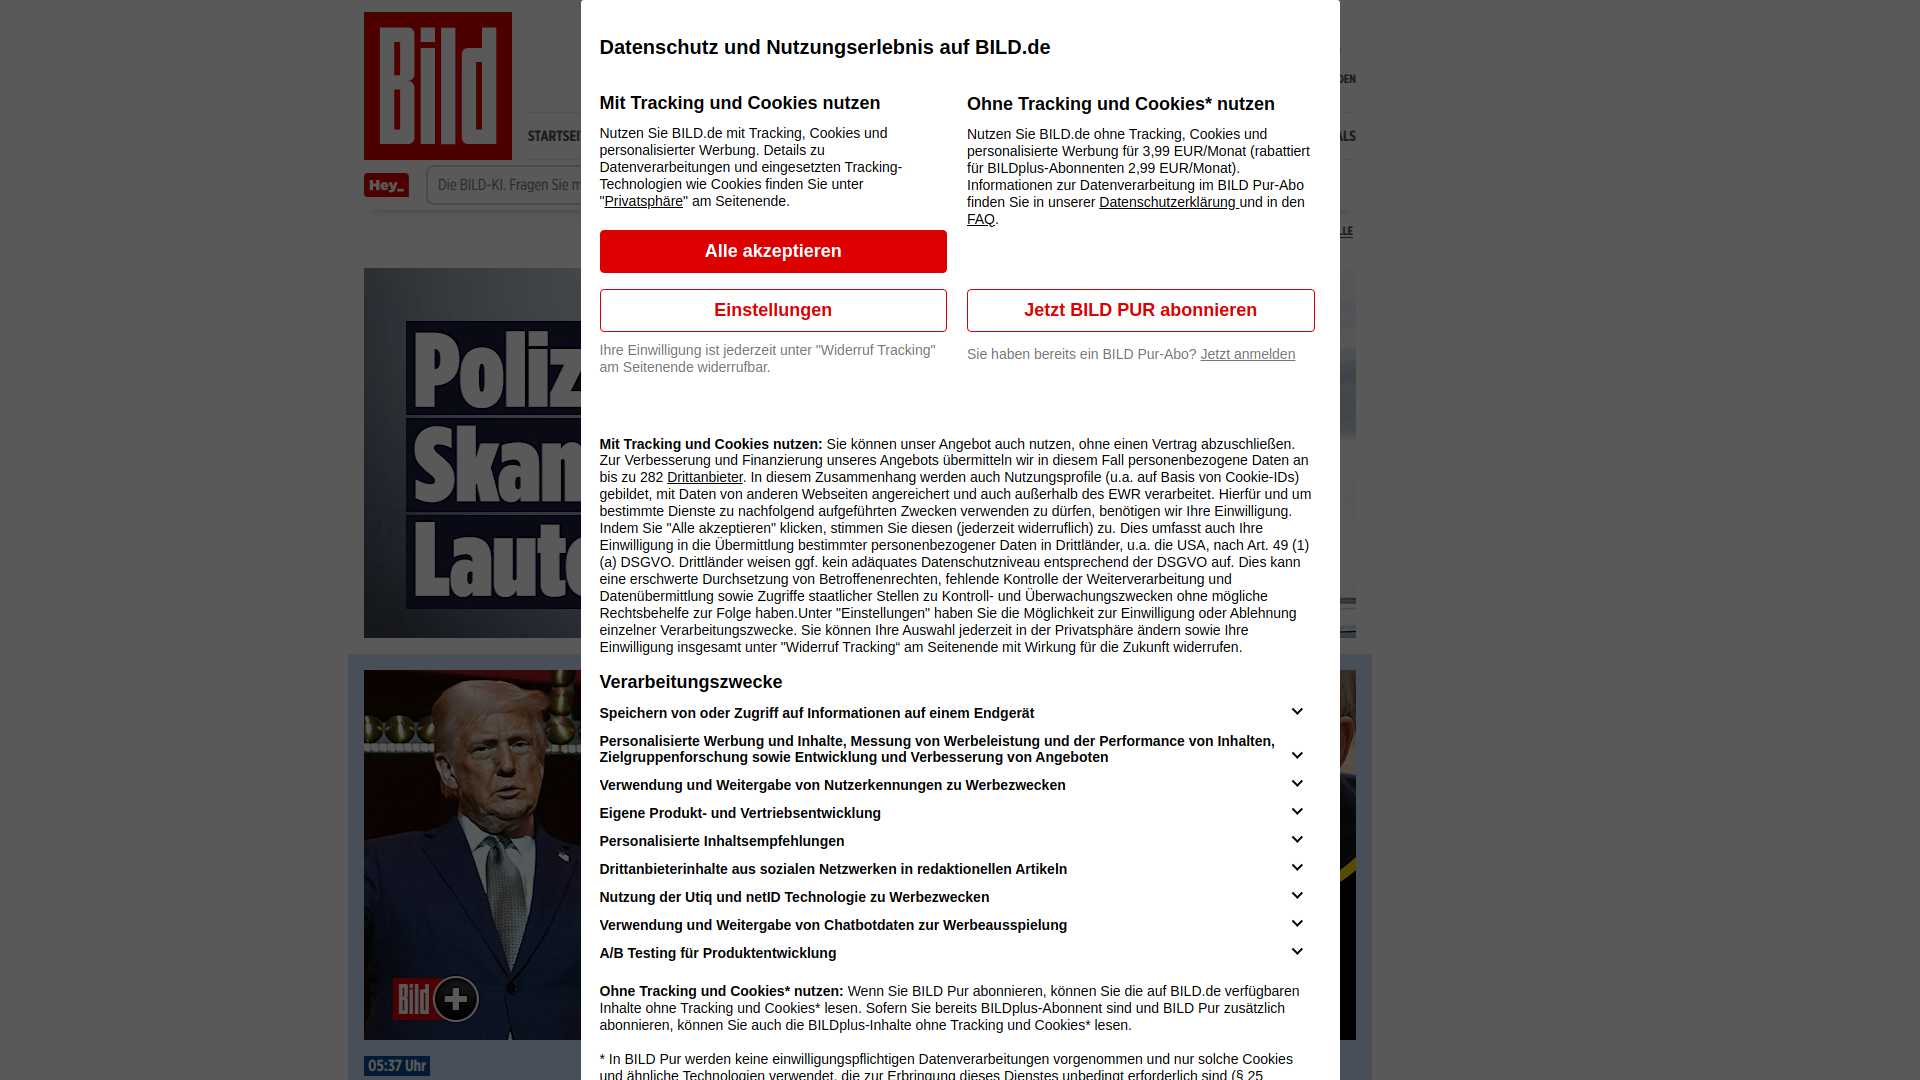 Bild
Datenschutz und Nutzungserlebnis auf BILD.de
Mit Tracking und Cookies nutzen
Nutzen Sie BILD.de mit Tracking, Cookies und
personalisierter Werbung. Details zu
Datenverarbeitungen und eingesetzten Tracking-
Technologien wie Cookies finden Sie unter
"Privatsphäre" am Seitenende.
Alle akzeptieren
Einstellungen
Ihre Einwilligung ist jederzeit unter "Widerruf Tracking"
am Seitenende widerrufbar.
Ohne Tracking und Cookies* nutzen
Nutzen Sie BILD.de ohne Tracking, Cookies und
personalisierte Werbung für 3,99 EUR/Monat (rabattiert
für BILDplus-Abonnenten 2,99 EUR/Monat).
Informationen zur Datenverarbeitung im BILD Pur-Abo
finden Sie in unserer Datenschutzerklärung und in den
FAQ.
Jetzt BILD PUR abonnieren
Sie haben bereits ein BILD Pur-Abo? Jetzt anmelden
Hey_
Die BILD-KI. Fragen Sie
Mit Tracking und Cookies nutzen: Sie können unser Angebot auch nutzen, ohne einen Vertrag abzuschließen.
Zur Verbesserung und Finanzierung unseres Angebots übermitteln wir in diesem Fall personenbezogene Daten an
bis zu 282 Drittanbieter. In diesem Zusammenhang werden auch Nutzungsprofile (u.a. auf Basis von Cookie-IDs)
gebildet, mit Daten von anderen Webseiten angereichert und auch außerhalb des EWR verarbeitet. Hierfür und um
bestimmte Dienste zu nachfolgend aufgeführten Zwecken verwenden zu dürfen, benötigen wir Ihre Einwilligung.
Indem Sie "Alle akzeptieren" klicken, stimmen Sie diesen (jederzeit widerruflich) zu. Dies umfasst auch Ihre
Einwilligung in die Übermittlung bestimmter personenbezogener Daten in Drittländer, u.a. die USA, nach Art. 49 (1)
(a) DSGVO. Drittländer weisen ggf. kein adäquates Datenschutzniveau entsprechend der DSGVO auf. Dies kann
eine erschwerte Durchsetzung von Betroffenenrechten, fehlende Kontrolle der Weiterverarbeitung und
Datenübermittlung sowie Zugriffe staatlicher Stellen zu Kontroll- und Überwachungszwecken ohne mögliche
Rechtsbehelfe zur Folge haben.Unter "Einstellungen" haben Sie die Möglichkeit zur Einwilligung oder Ablehnung
einzelner Verarbeitungszwecke. Sie können Ihre Auswahl jederzeit in der Privatsphäre ändern sowie Ihre
Einwilligung insgesamt unter "Widerruf Tracking“ am Seitenende mit Wirkung für die Zukunft widerrufen.
Verarbeitungszwecke
Speichern von oder Zugriff auf Informationen auf einem Endgerät
Personalisierte Werbung und Inhalte, Messung von Werbeleistung und der Performance von Inhalten,
Zielgruppenforschung sowie Entwicklung und Verbesserung von Angeboten
Verwendung und Weitergabe von Nutzerkennungen zu Werbezwecken
Eigene Produkt- und Vertriebsentwicklung
Personalisierte Inhaltsempfehlungen
Drittanbieterinhalte aus sozialen Netzwerken in redaktionellen Artikeln
Nutzung der Utiq und netID Technologie zu Werbezwecken
Verwendung und Weitergabe von Chatbotdaten zur Werbeausspielung
A/B Testing für Produktentwicklung
Ohne Tracking und Cookies* nutzen: Wenn Sie BILD Pur abonnieren, können Sie die auf BILD.de verfügbaren
Inhalte ohne Tracking und Cookies* lesen. Sofern Sie bereits BILDplus-Abonnent sind und BILD Pur zusätzlich
abonnieren, können Sie auch die BILDplus-Inhalte ohne Tracking und Cookies* lesen.
* In BILD Pur werden keine einwilligungspflichtigen Datenverarbeitungen vorgenommen und nur solche Cookies
und ähnliche Technologien verwendet, die zur Erbringung dieses Dienstes unbedingt erforderlich sind (§ 25
Bild +
05:37 Uhr